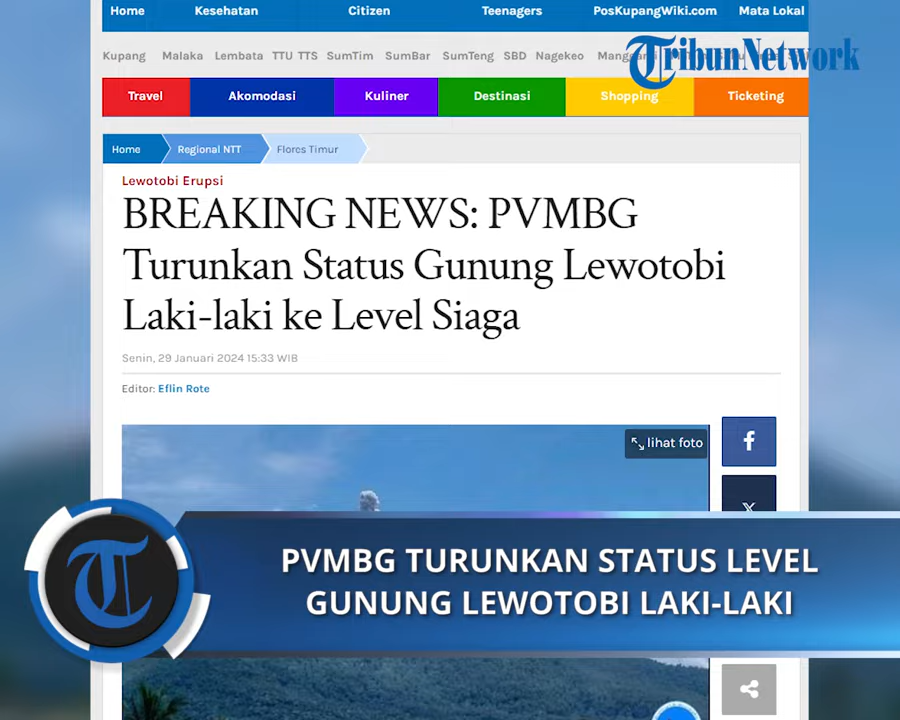 Home Kesehatan Citizen Teenagers PosKupangWiki.com Mata Lokal
Kupang Malaka Lembata TTU TTS SumTim SumBar SumTeng SBD Nagekeo
TribunNetwork
Travel Akomodasi Kuliner Destinasi Shopping Ticketing
Home Regional NTT Flores Timur
Lewotobi Erupsi
BREAKING NEWS: PVMBG
Turunkan Status Gunung Lewotobi
Laki-laki ke Level Siaga
Senin, 29 Januari 2024 15:33 WIB
Editor: Eflin Rote
lihat foto
PVMBG TURUNKAN STATUS LEVEL
GUNUNG LEWOTOBI LAKI-LAKI